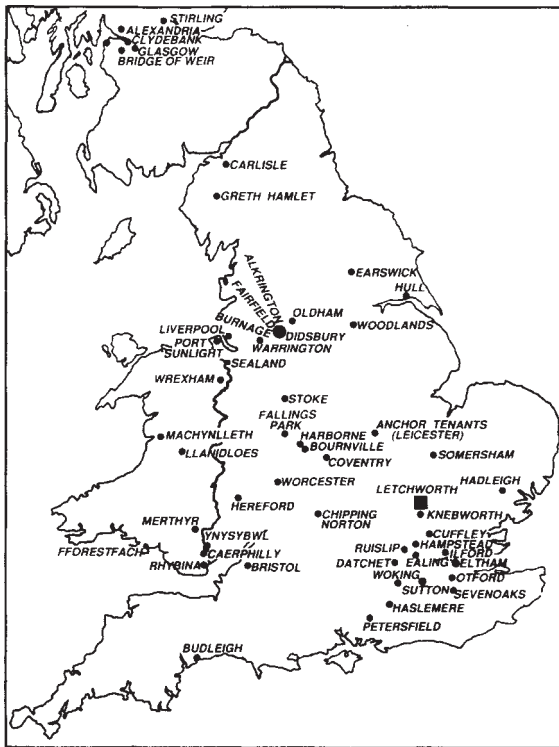 STIRLING
ALEXANDRIA
CLYDEBANK
GLASGOW
BRIDGE OF WEIR
CARLISLE
GRETH HAMLET
ALKRINGTON
FAIRFIELD
BURNAGE
EARSWICK
HULL
OLDHAM
WOODLANDS
DIDSBURY
LIVERPOOL
PORT
SUNLIGHT
WARRINGTON
SEALAND
WREXHAM
STOKE
FALLINGS
PARK
HARBORNE
BOURNVILLE
ANCHOR TENANTS
(LEICESTER)
MACHYNLLETH
LLANIDLOES
COVENTRY
SOMERSHAM
WORCESTER
HADLEIGH
LETCHWORTH
HEREFORD
CHIPPING
NORTON
KNEBWORTH
MERTHYR
YNYSYBWL
CUFFLEY
HAMPSTEAD
RUISLIP
ILFORD
FFORESTFACH
CAERPHILLY
RHYBINA
BRISTOL
DATCHET
EALING
ELTHAM
WOKING
OTFORD
SUTTON
SEVENOAKS
HASLEMERE
PETERSFIELD
BUDLEIGH